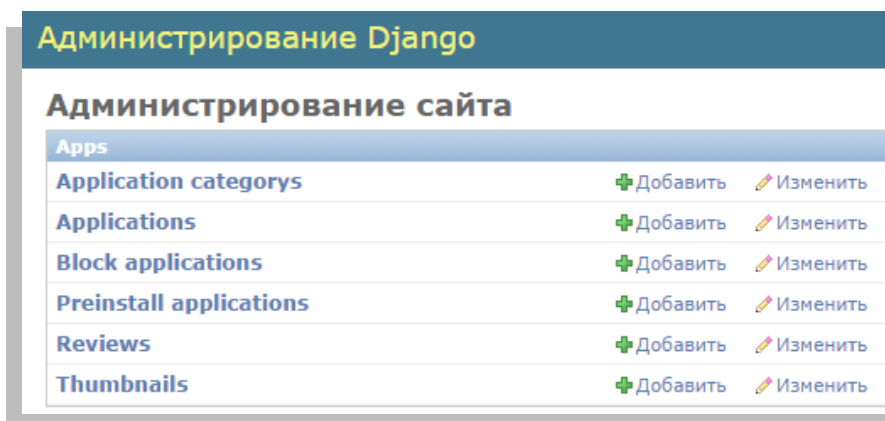 Администрирование Django
Администрирование сайта
Apps
Application categorys Добавить Изменить
Applications Добавить Изменить
Block applications Добавить Изменить
Preinstall applications Добавить Изменить
Reviews Добавить Изменить
Thumbnails Добавить Изменить